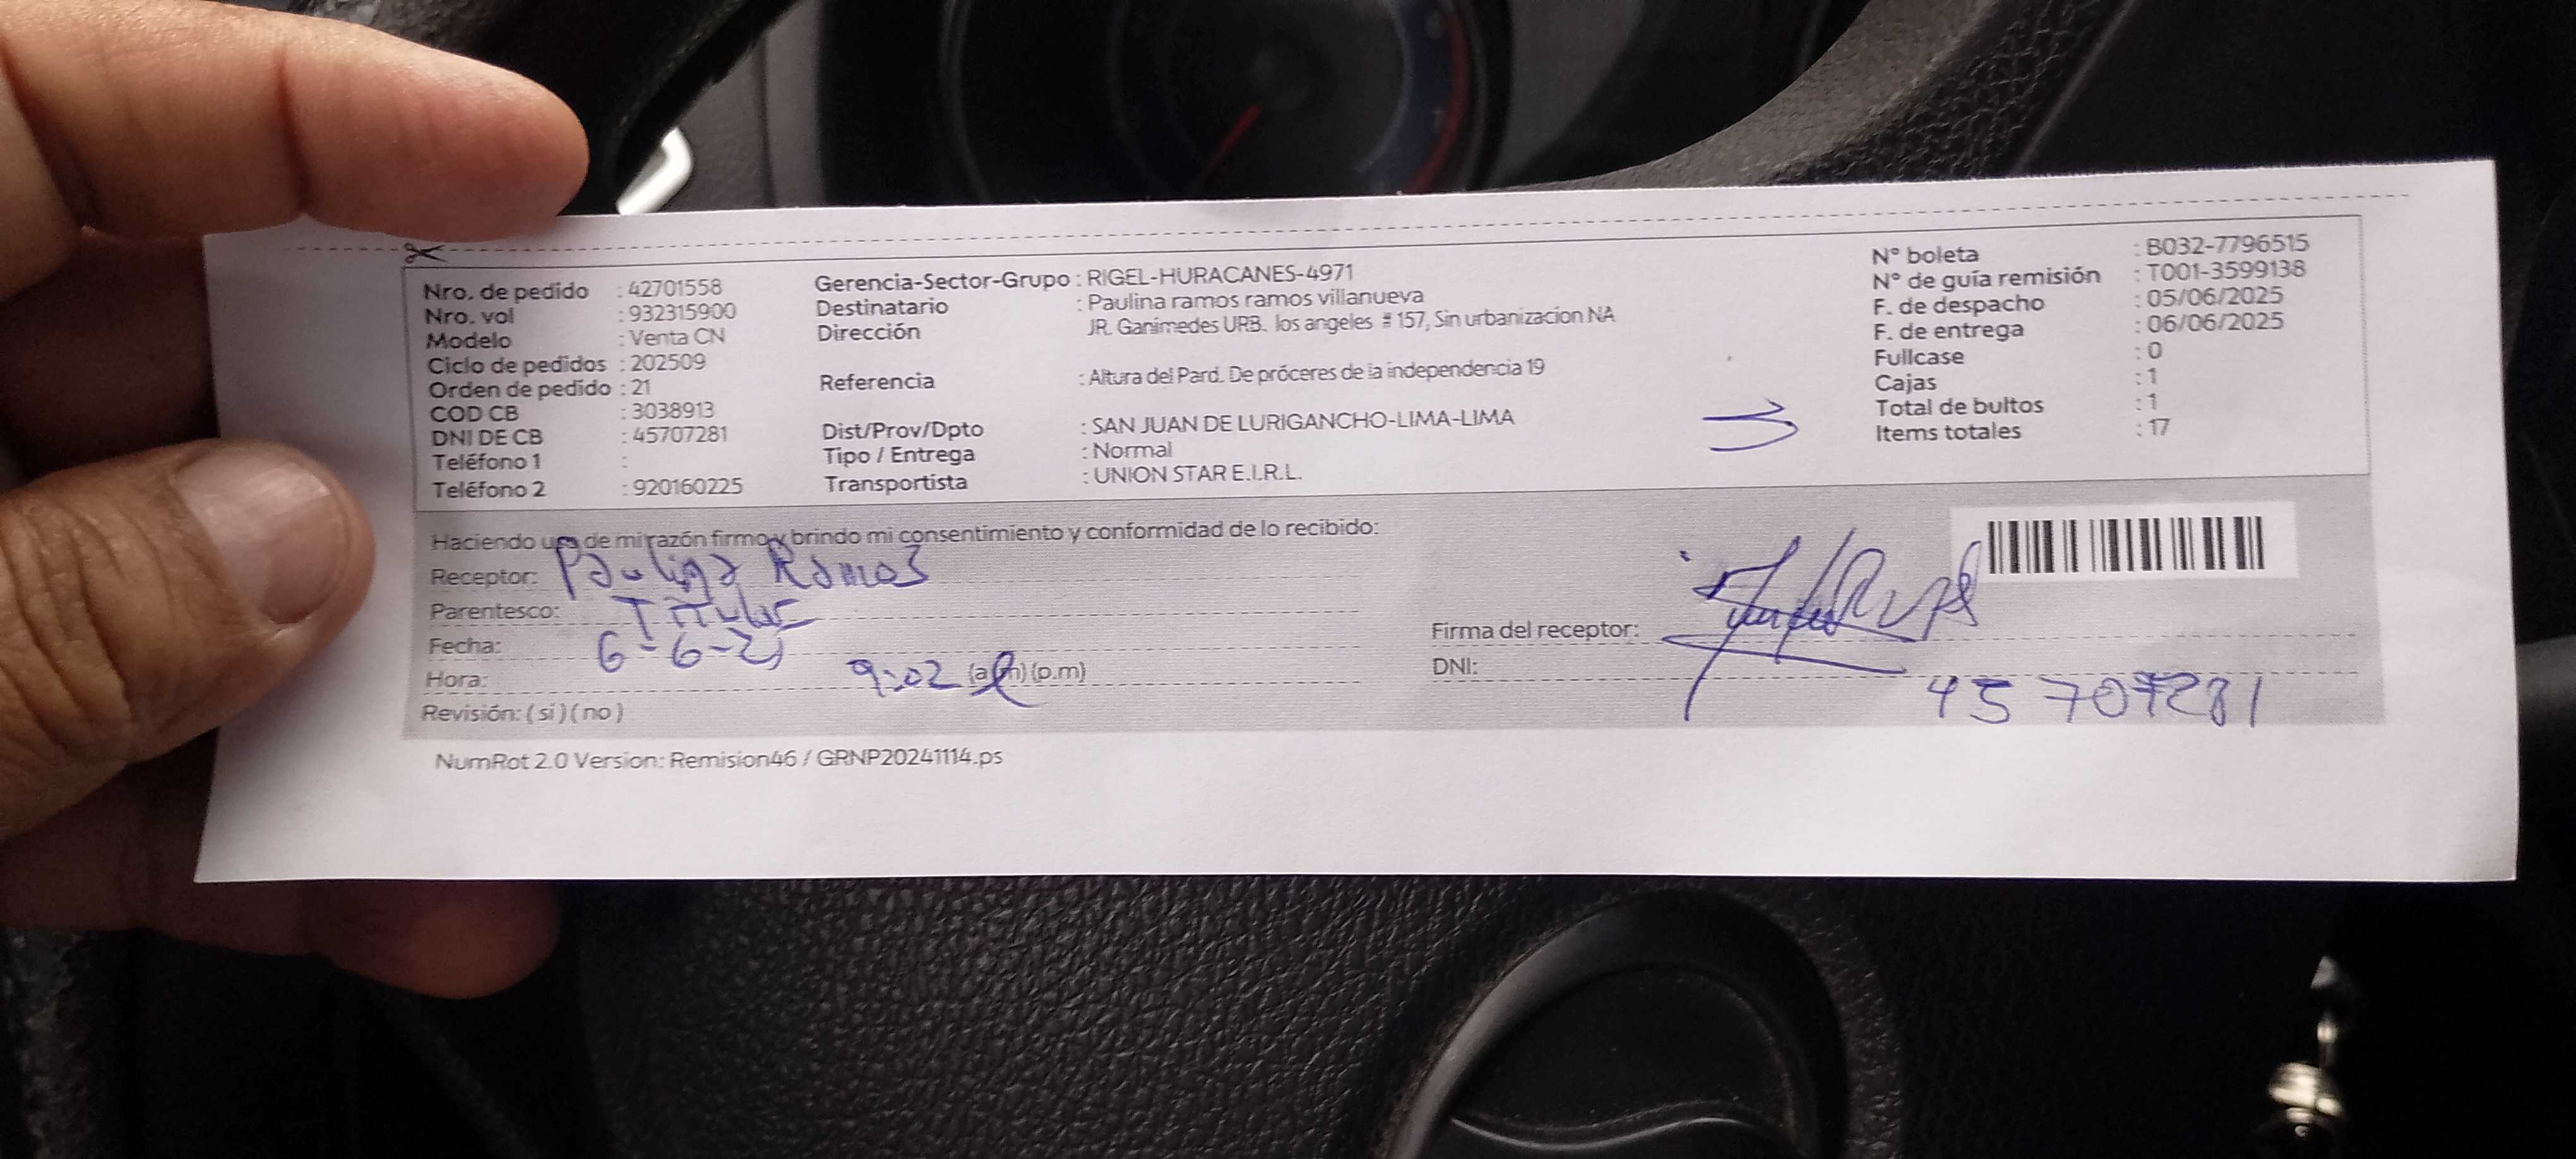 Nro. de pedido : 42701558
Nro. vol : 932315900
Modelo : Venta CN
Ciclo de pedidos : 202509
Orden de pedido : 21
COD CB : 3038913
DNI DE CB : 45707281
Teléfono 1 :
Teléfono 2 : 920160225
Gerencia-Sector-Grupo : RIGEL-HURACANES-4971
Destinatario : Paulina ramos ramos villanueva
Dirección JR. Ganimedes URB. los angeles # 157, Sin urbanizacion NA
Referencia : Altura del Pard. De próceres de la independencia 19
Dist/Prov/Dpto : SAN JUAN DE LURIGANCHO-LIMA-LIMA
Tipo / Entrega : Normal
Transportista : UNION STAR E.I.R.L.
N° boleta : B032-7796515
N° de guía remisión : T001-3599138
F. de despacho : 05/06/2025
F. de entrega : 06/06/2025
Fullcase : 0
Cajas : 1
Total de bultos : 1
Items totales : 17
Haciendo uso de mi razón firmo y brindo mi consentimiento y conformidad de lo recibido:
Receptor: Paulina Ramos
Parentesco: Titular
Fecha: 6-6-25
Hora: 9:02 (a.m) (p.m)
Revisión: ( si ) ( no )
Firma del receptor:
DNI: 45707281
NumRot 2.0 Version: Remision46 / GRNP20241114.ps